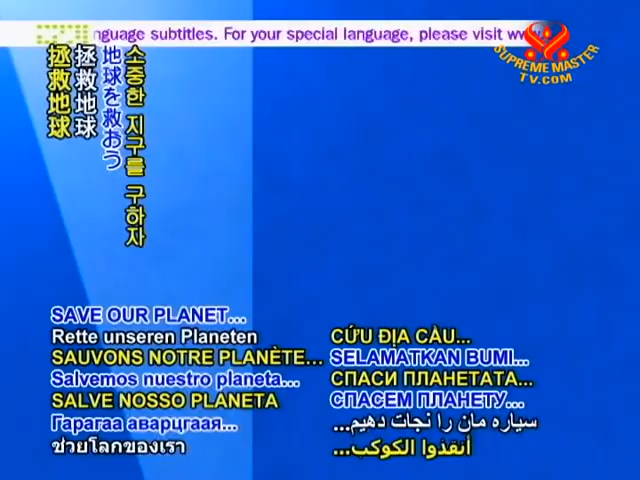 nguage subtitles. For your special language, please visit www.
SUPREME MASTER
TV.COM
拯救地球
拯救地球
地球を救おう
소중한 지구를 구하자
SAVE OUR PLANET...
Rette unseren Planeten
SAUVONS NOTRE PLANÈTE...
Salvemos nuestro planeta...
SALVE NOSSO PLANETA
Гарагаа аварцгаая...
ช่วยโลกของเรา
CỨU ĐỊA CẦU...
SELAMATKAN BUMI...
СПАСИ ПЛАНЕТАТА...
СПАСЕМ ПЛАНЕТУ...
سیاره مان را نجات دهیم...
أنقذوا الكوكب...